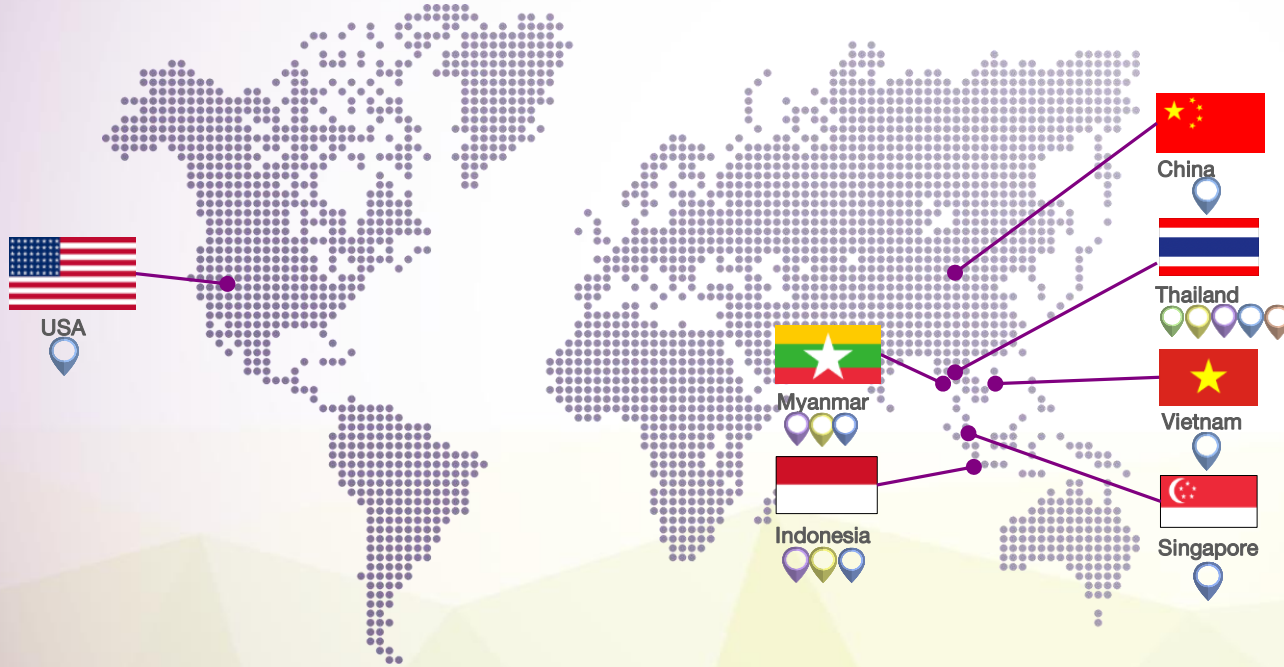 China
Thailand
USA
Myanmar
Vietnam
Indonesia
Singapore